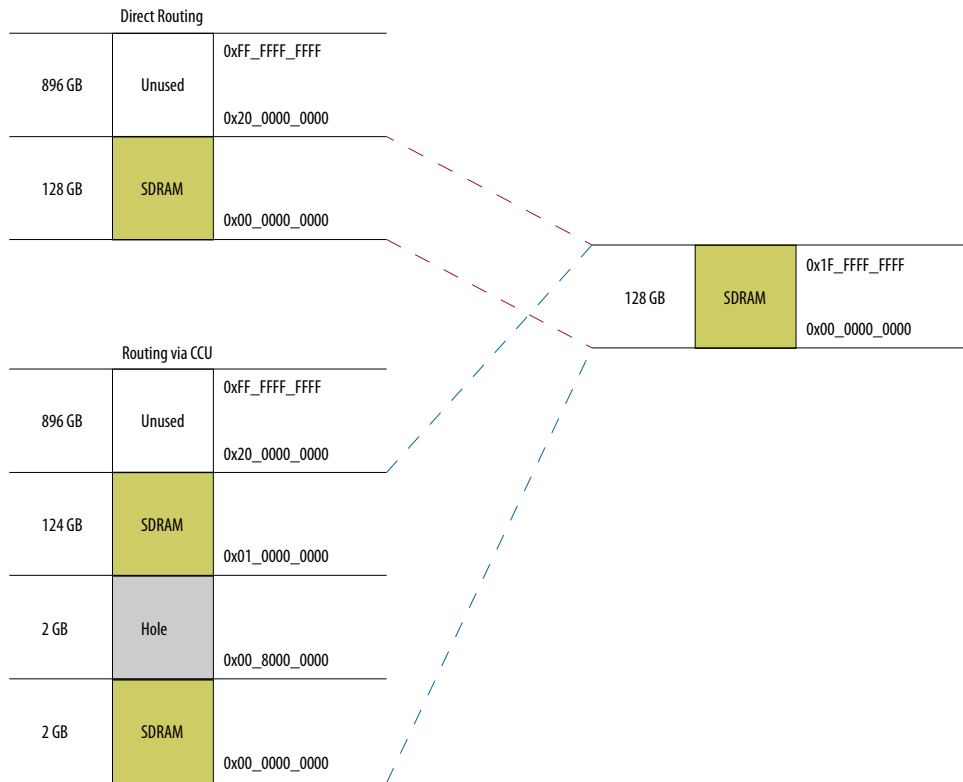 Direct Routing
0xFF_FFFF_FFFF
896 GB
Unused
0x20_0000_0000
128 GB
SDRAM
0x00_0000_0000
0x1F_FFFF_FFFF
128 GB
SDRAM
0x00_0000_0000
Routing via CCU
0xFF_FFFF_FFFF
896 GB
Unused
0x20_0000_0000
124 GB
SDRAM
0x01_0000_0000
2 GB
Hole
0x00_8000_0000
2 GB
SDRAM
0x00_0000_0000